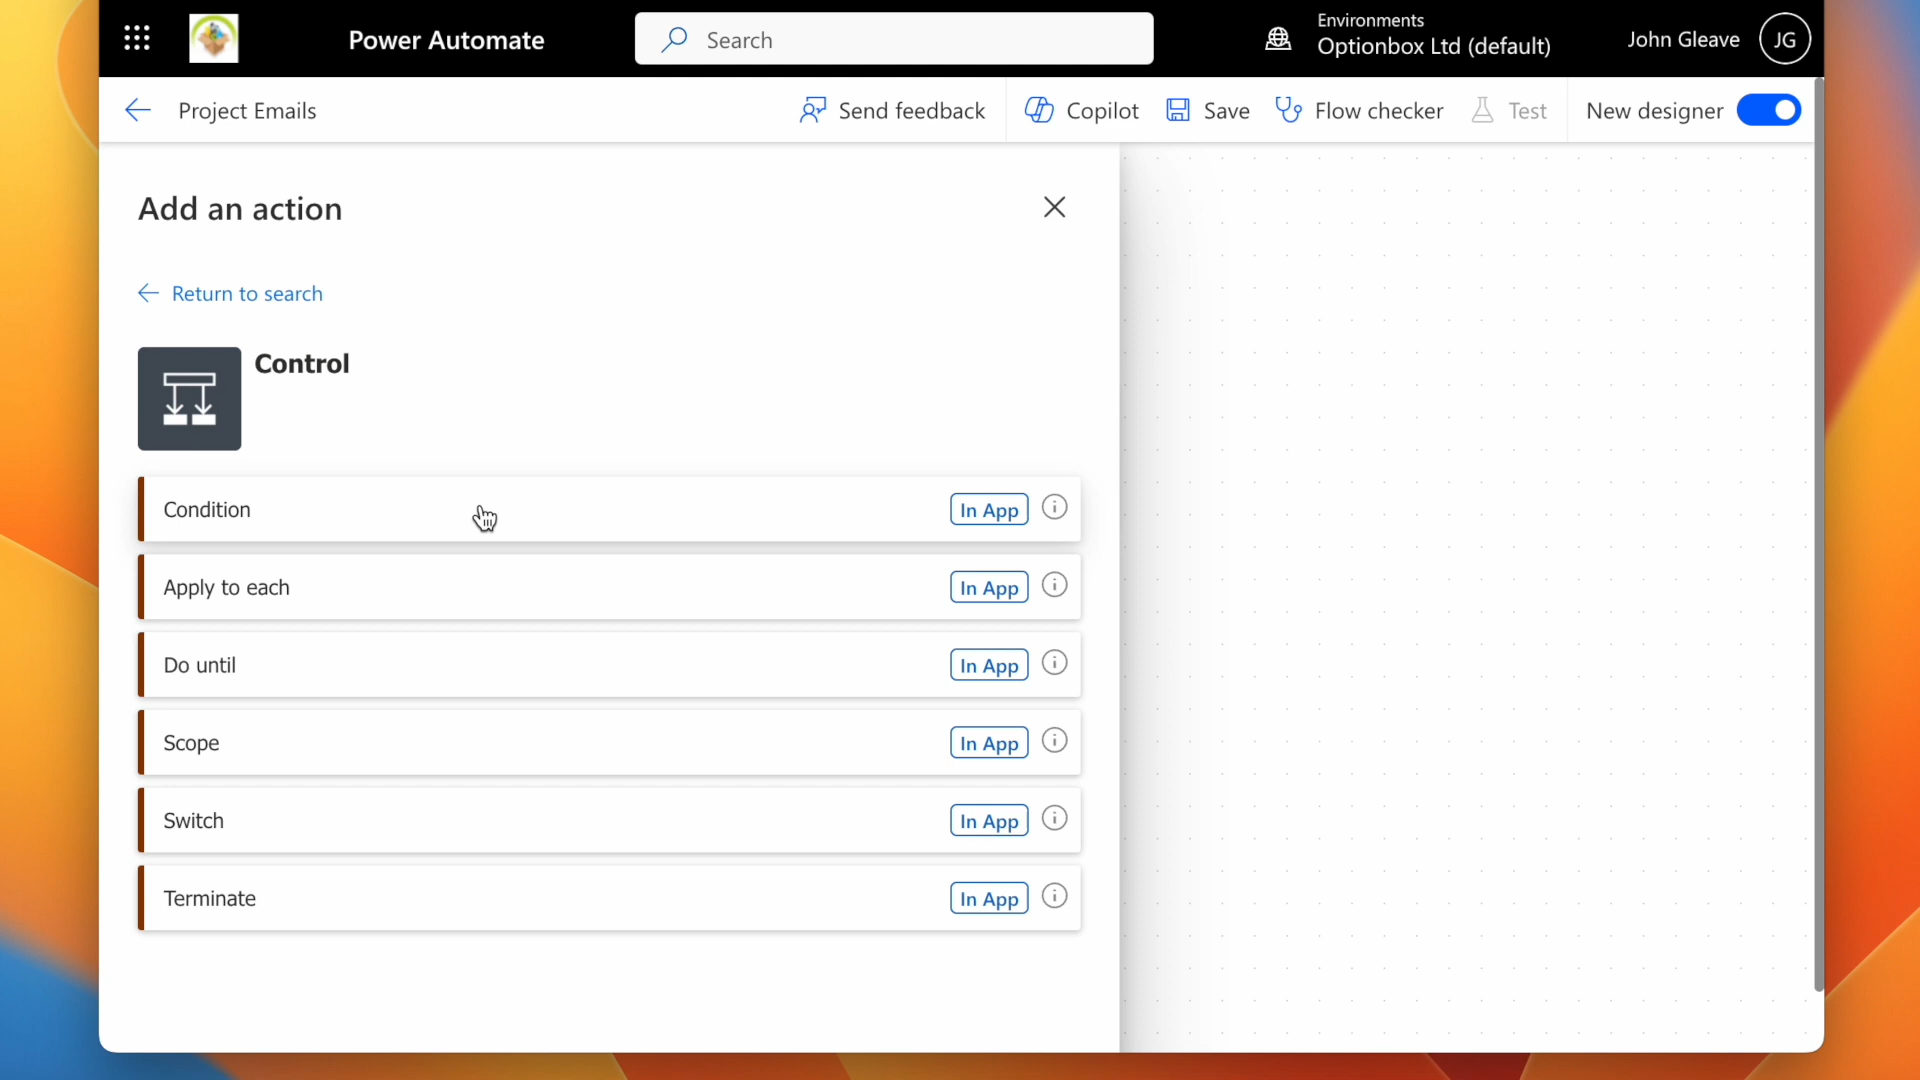 Power Automate
Search
Environments
Optionbox Ltd (default)
John Gleave
JG
Project Emails
Send feedback
Copilot
Save
Flow checker
Test
New designer
Add an action
Return to search
Control
Condition
In App
Apply to each
In App
Do until
In App
Scope
In App
Switch
In App
Terminate
In App